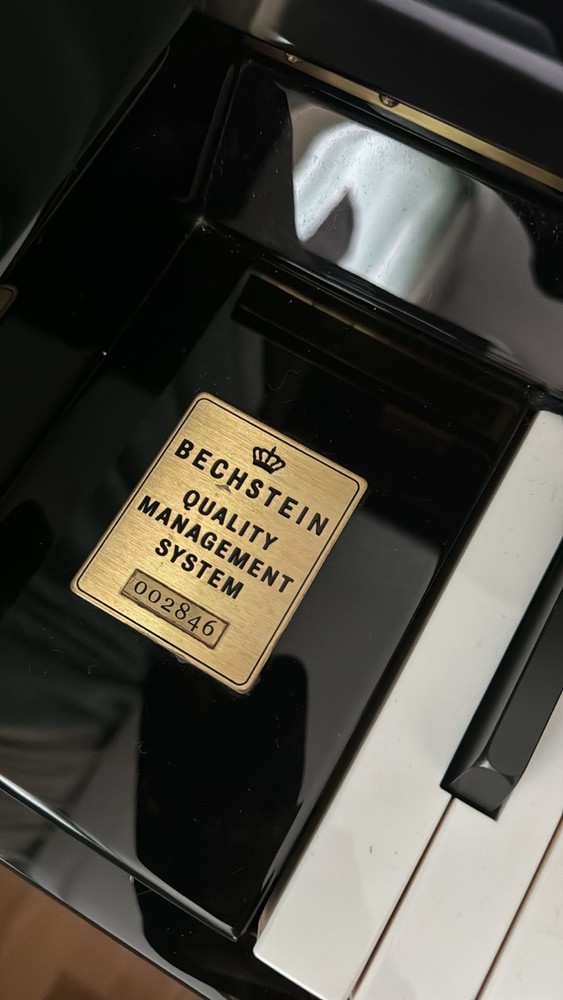 BECHSTEIN
QUALITY
MANAGEMENT
SYSTEM
002846